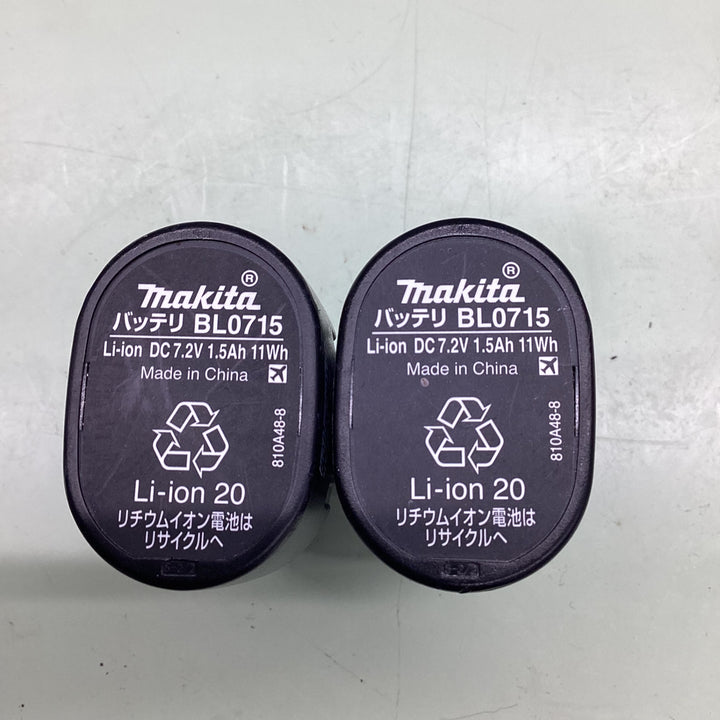 makita®
バッテリ BL0715
Li-ion DC 7.2V 1.5Ah 11Wh
Made in China
810A48-8
Li-ion 20
リチウムイオン電池は
リサイクルへ
makita®
バッテリ BL0715
Li-ion DC 7.2V 1.5Ah 11Wh
Made in China
810A48-8
Li-ion 20
リチウムイオン電池は
リサイクルへ